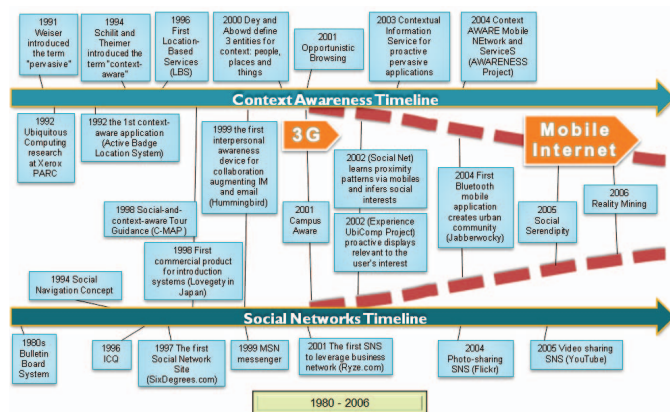 1991
Weiser
introduced
the term
"pervasive"
1994
Schilit and
Theimer
introduced the
term "context-
aware"
1996
First
Location-
Based
Services
(LBS)
2000 Dey and
Abowd define
3 entities for
context: people,
places and
things
2001
Opportunistic
Browsing
2003 Contextual
Information
Service for
proactive
pervasive
applications
2004 Context
AWARE Mobile
NEtwork and
ServiceS
(AWARENESS
Project)
Context Awareness Timeline
1992
Ubiquitous
Computing
research
at Xerox
PARC
1992 the 1st context-
aware application
(Active Badge
Location System)
1999 the first
interpersonal
awareness
device for
collaboration
augmenting IM
and email
(Hummingbird)
3G
Mobile
Internet
2002 (Social Net)
learns proximity
patterns via mobiles
and infers social
interests
2004 First
Bluetooth
mobile
application
creates urban
community
(Jabberwocky)
2006
Reality Mining
1998 Social-and-
context-aware Tour
Guidance (C-MAP)
2001
Campus
Aware
2002 (Experience
UbiComp Project)
proactive displays
relevant to the
user's interest
2005
Social
Serendipity
1998 First
commercial product
for introduction
systems (Lovegety in
Japan)
1994 Social
Navigation Concept
Social Networks Timeline
1980s
Bulletin
Board
System
1996
ICQ
1997 The first
Social Network
Site
(SixDegrees.com)
1999 MSN
messenger
2001 The first SNS
to leverage business
network (Ryze.com)
2004
Photo-sharing
SNS (Flickr)
2005 Video sharing
SNS (YouTube)
1980 - 2006